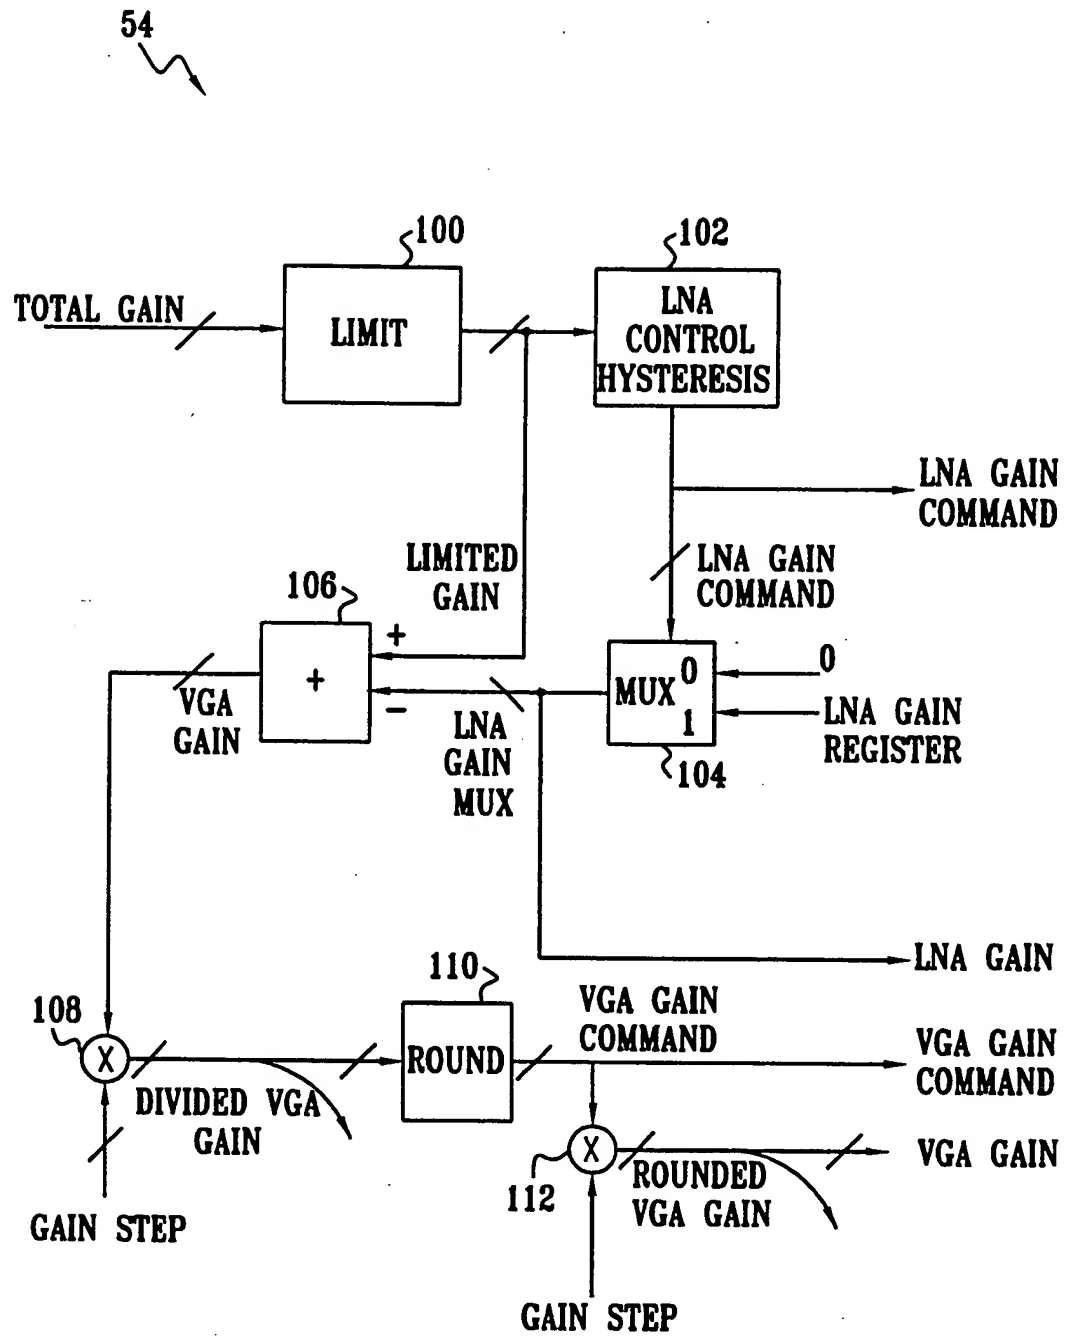 54
100
102
TOTAL GAIN
LIMIT
LNA
CONTROL
HYSTERESIS
LNA GAIN
COMMAND
LIMITED
GAIN
LNA GAIN
COMMAND
106
+
-
+
VGA
GAIN
LNA
GAIN
MUX
MUX
0
1
0
LNA GAIN
REGISTER
104
LNA GAIN
110
VGA GAIN
COMMAND
108
X
ROUND
VGA GAIN
COMMAND
DIVIDED VGA
GAIN
X
112
ROUNDED
VGA GAIN
VGA GAIN
GAIN STEP
GAIN STEP